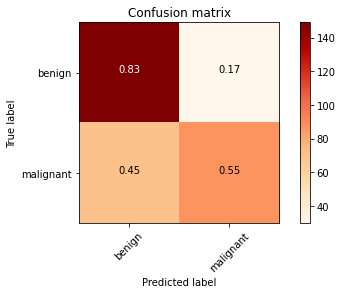 Confusion matrix
benign
0.83
0.17
malignant
0.45
0.55
benign
malignant
True label
Predicted label
140
120
100
80
60
40